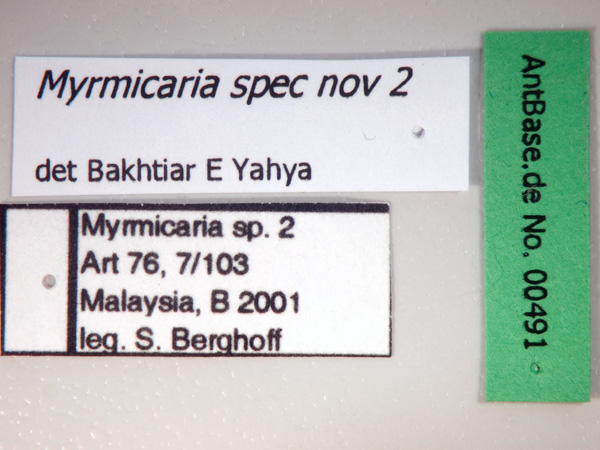 Myrmicaria spec nov 2
det Bakhtiar E Yahya
Myrmicaria sp. 2
Art 76, 7/103
Malaysia, B 2001
leg. S. Berghoff
AntBase.de No. 00491